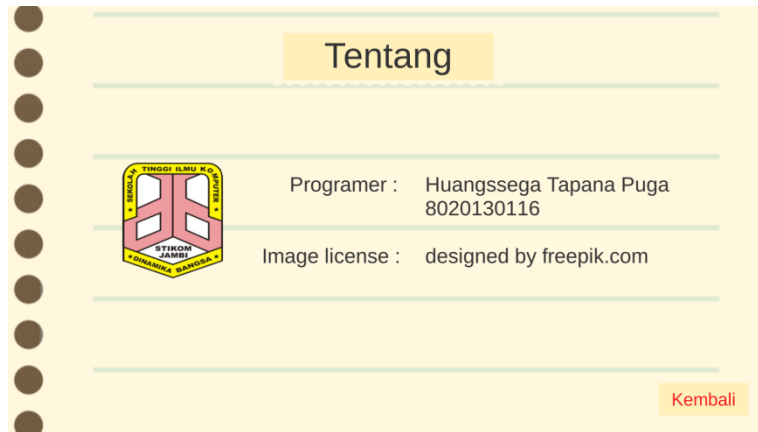 Tentang
SEKOLAH TINGGI ILMU KOMPUTER
STIKOM
JAMBI
DINAMIKA BANGSA
Programer : Huangssega Tapana Puga
8020130116
Image license : designed by freepik.com
Kembali